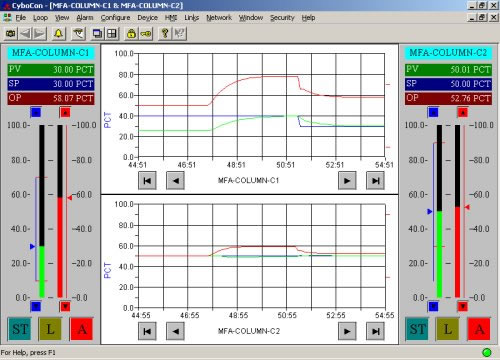 CyboCon - [MFA-COLUMN-C1 & MFA-COLUMN-C2]
File Loop View Alarm Configure Device HMI Links Network Window Security Help
MFA-COLUMN-C1
PV 30.00 PCT
SP 30.00 PCT
OP 58.07 PCT
100.0 100.0
80.0 80.0
60.0 60.0
40.0 40.0
20.0 20.0
0.0 0.0
ST L A
100.0
80.0
60.0
40.0
20.0
0.0
PCT
44:51 46:51 48:51 50:51 52:51 54:51
MFA-COLUMN-C1
100.0
80.0
60.0
40.0
20.0
0.0
PCT
44:55 46:55 48:55 50:55 52:55 54:55
MFA-COLUMN-C2
MFA-COLUMN-C2
PV 50.01 PCT
SP 50.00 PCT
OP 52.76 PCT
100.0 100.0
80.0 80.0
60.0 60.0
40.0 40.0
20.0 20.0
0.0 0.0
ST L A
For Help, press F1